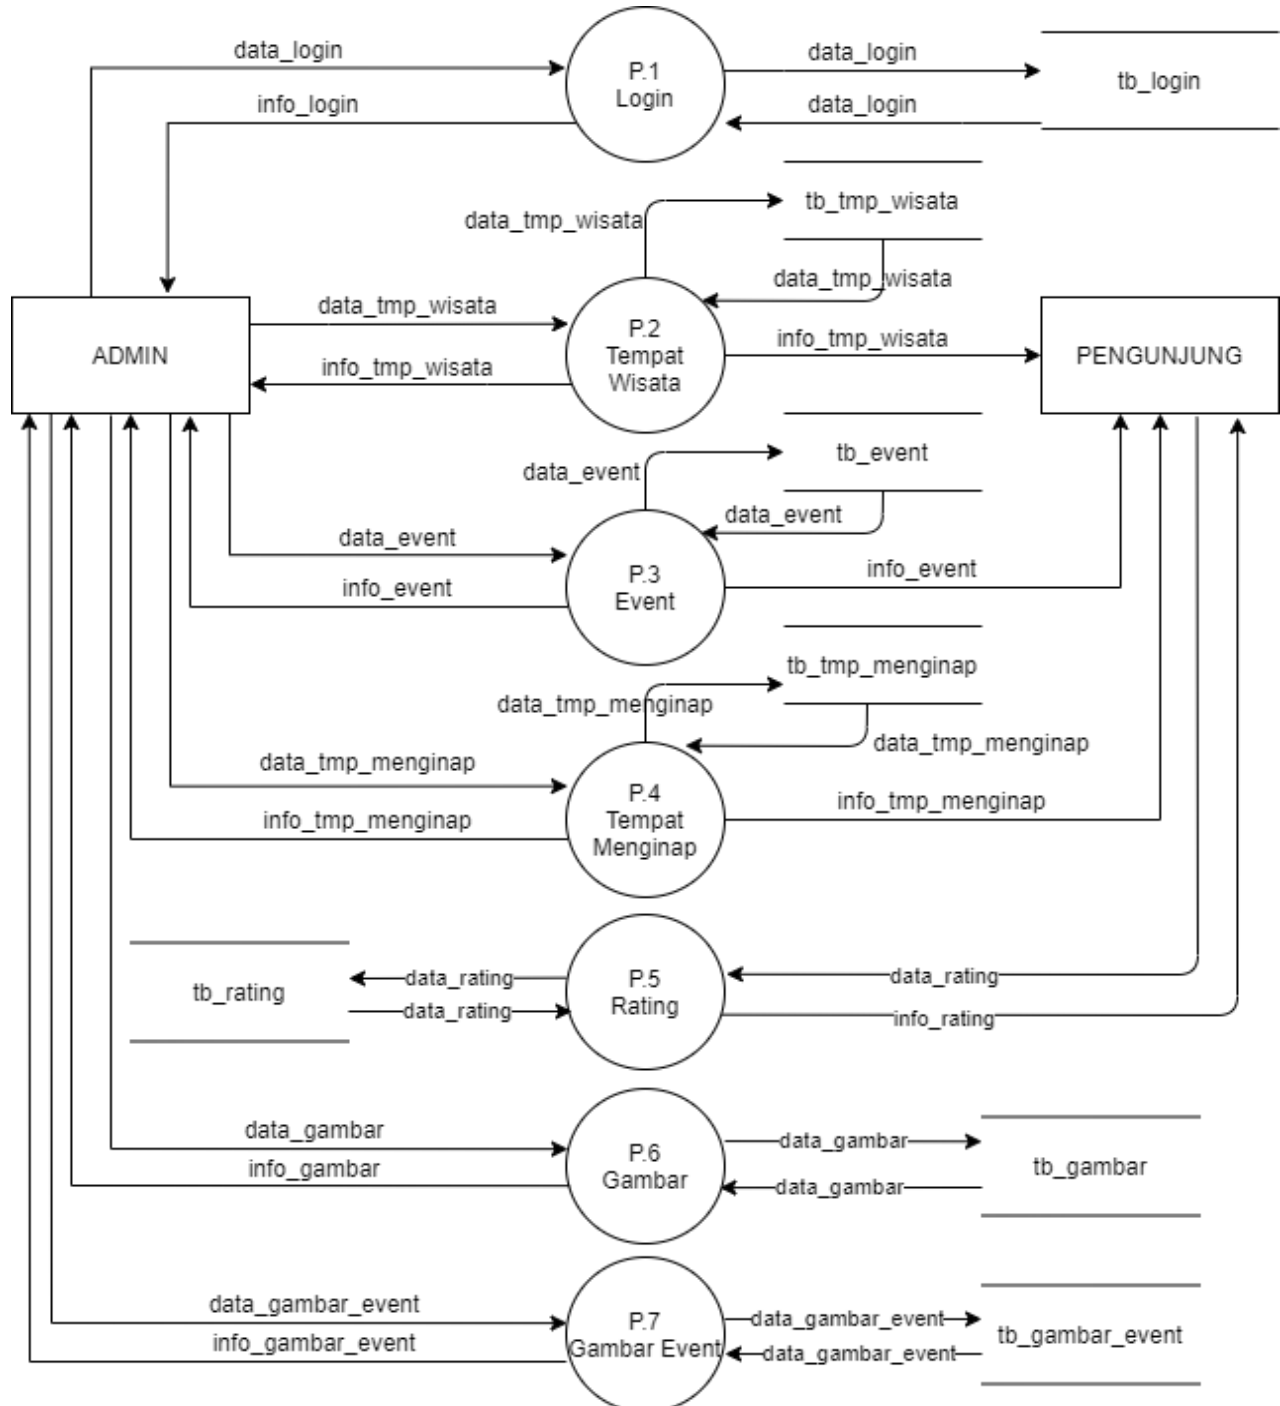 data_login
P.1
Login
data_login
tb_login
info_login
data_login
data_tmp_wisata
tb_tmp_wisata
data_tmp_wisata
ADMIN
data_tmp_wisata
info_tmp_wisata
P.2
Tempat
Wisata
info_tmp_wisata
PENGUNJUNG
data_event
tb_event
data_event
data_event
info_event
P.3
Event
info_event
data_tmp_menginap
tb_tmp_menginap
data_tmp_menginap
data_tmp_menginap
info_tmp_menginap
P.4
Tempat
Menginap
info_tmp_menginap
tb_rating
data_rating
data_rating
P.5
Rating
data_rating
info_rating
data_gambar
info_gambar
P.6
Gambar
data_gambar
data_gambar
tb_gambar
data_gambar_event
info_gambar_event
P.7
Gambar Event
data_gambar_event
data_gambar_event
tb_gambar_event